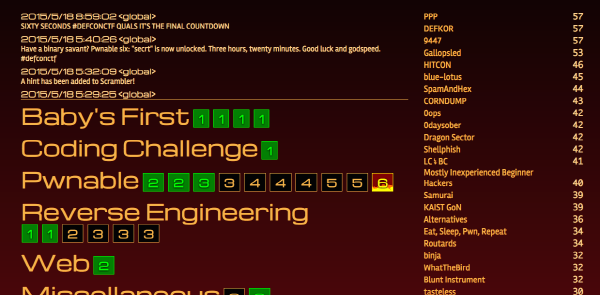 2015/5/18 8:59:02 <global>
SIXTY SECONDS #DEFCONCTF QUALS IT'S THE FINAL COUNTDOWN
2015/5/18 5:40:26 <global>
Have a binary savant? Pwnable six: "secrt" is now unlocked. Three hours, twenty minutes. Good luck and godspeed.
#defconctf
2015/5/18 5:32:09 <global>
A hint has been added to Scrambler!
2015/5/18 5:29:25 <global>
Baby's First 1 1 1 1
Coding Challenge 1
Pwnable 2 2 3 3 4 4 4 5 5 6
Reverse Engineering
1 1 2 3 3 3
Web 2
Miscellaneous
PPP 57
DEFKOR 57
9447 57
Gallopsled 53
HITCON 46
blue-lotus 45
SpamAndHex 44
CORNDUMP 43
0ops 42
0daysober 42
Dragon Sector 42
Shellphish 42
LC↯BC 41
Mostly Inexperienced Beginner
Hackers 40
Samurai 39
KAIST GoN 39
Alternatives 36
Eat, Sleep, Pwn, Repeat 34
Routards 34
binja 32
WhatTheBird 32
Blunt Instrument 32
tasteless 30